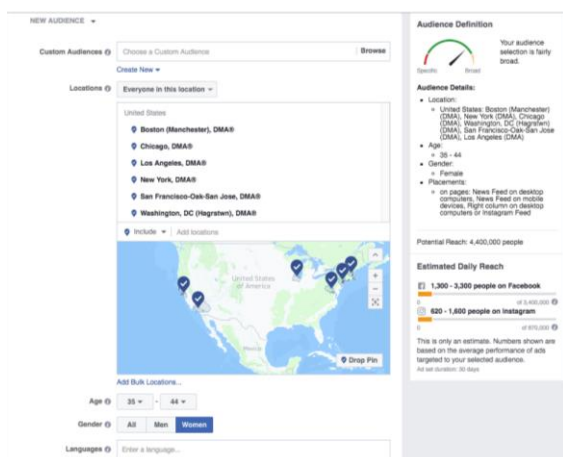 NEW AUDIENCE
Custom Audiences
Choose a Custom Audience
Browse
Create New
Locations
Everyone in this location
United States
Boston (Manchester), DMA®
Chicago, DMA®
Los Angeles, DMA®
New York, DMA®
San Francisco-Oak-San Jose, DMA®
Washington, DC (Hagrstwn), DMA®
Include
Add locations
United States
of America
Mexico
Drop Pin
Add Bulk Locations...
Age
35 - 44
Gender
All
Men
Women
Languages
Enter a language...
Audience Definition
Your audience
selection is fairly
broad.
Specific
Broad
Audience Details:
Location:
United States: Boston (Manchester)
(DMA), New York (DMA), Chicago
(DMA), Washington, DC (Hagrstwn)
(DMA), San Francisco-Oak-San Jose
(DMA), Los Angeles (DMA)
Age:
35 - 44
Gender:
Female
Placements:
on pages: News Feed on desktop
computers, News Feed on mobile
devices, Right column on desktop
computers or Instagram Feed
Potential Reach: 4,400,000 people
Estimated Daily Reach
1,300 - 3,300 people on Facebook
0
of 3,400,000
620 - 1,600 people on Instagram
0
This is only an estimate. Numbers shown are
based on the average performance of ads
targeted to your selected audience.
Ad set duration: 30 days